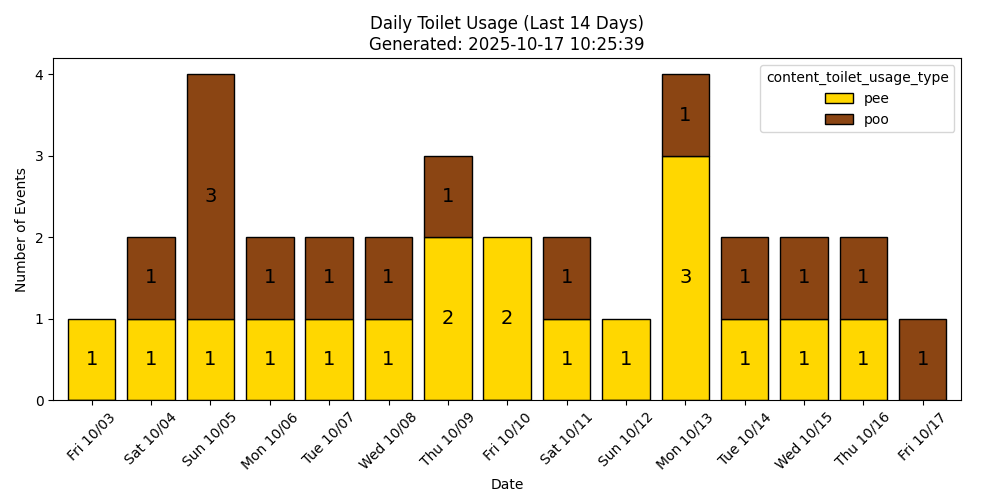 Daily Toilet Usage (Last 14 Days)
Generated: 2025-10-17 10:25:39
content_toilet_usage_type
pee
poo
Number of Events
4
3
2
1
0
1
1
1
1
3
1
1
1
1
1
1
2
1
2
1
1
1
3
1
1
1
1
1
1
1
1
Fri 10/03
Sat 10/04
Sun 10/05
Mon 10/06
Tue 10/07
Wed 10/08
Thu 10/09
Fri 10/10
Sat 10/11
Sun 10/12
Mon 10/13
Tue 10/14
Wed 10/15
Thu 10/16
Fri 10/17
Date